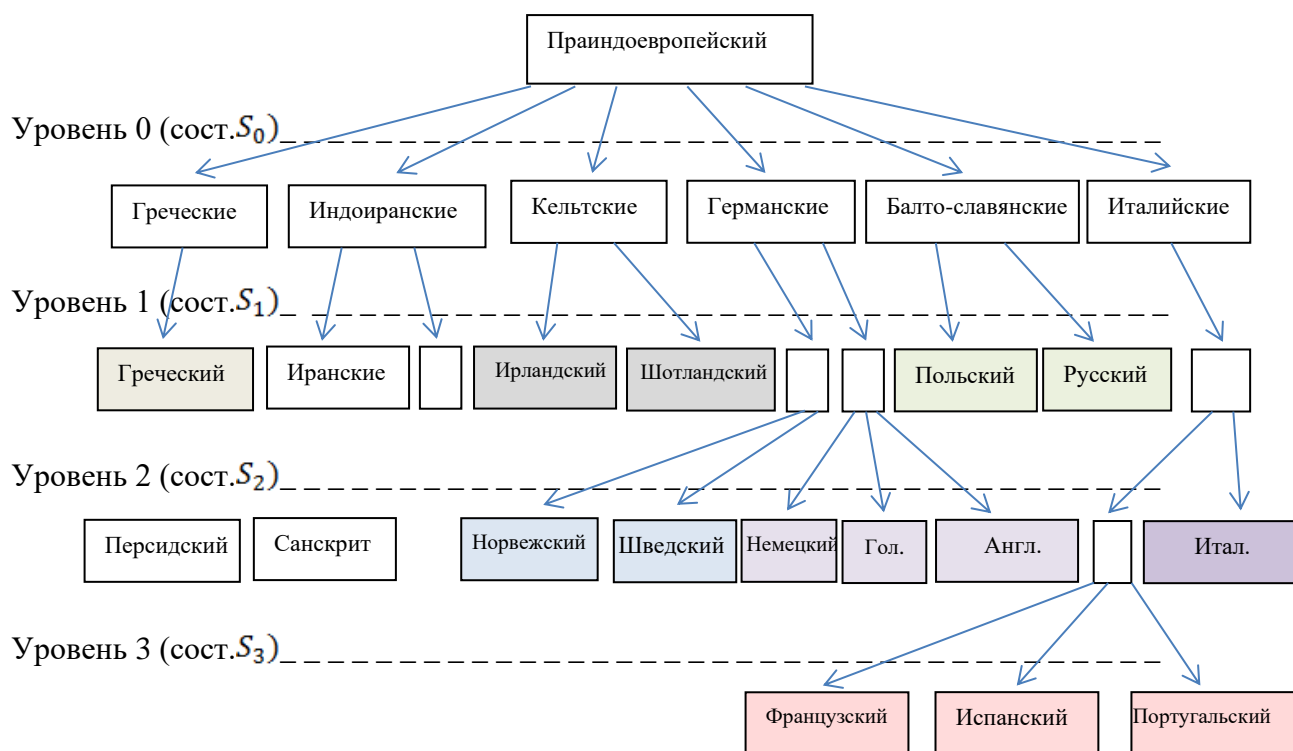 Праиндоевропейский
Уровень 0 (сост.S0)
Греческие Индоиранские Кельтские Германские Балто-славянские Италийские
Уровень 1 (сост.S1)
Греческий Иранские Ирландский Шотландский Польский Русский
Уровень 2 (сост.S2)
Персидский Санскрит Норвежский Шведский Немецкий Гол. Англ. Итал.
Уровень 3 (сост.S3)
Французский Испанский Португальский